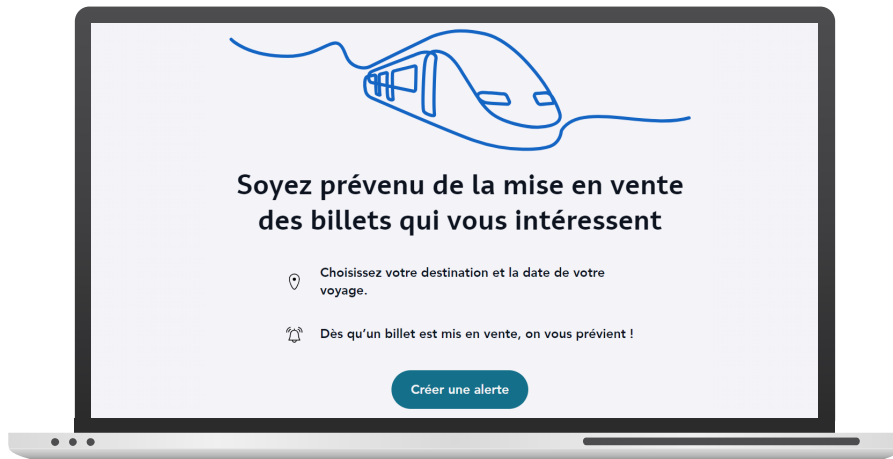 Soyez prévenu de la mise en vente
des billets qui vous intéressent
Choisissez votre destination et la date de votre
voyage.
Dès qu'un billet est mis en vente, on vous prévient !
Créer une alerte